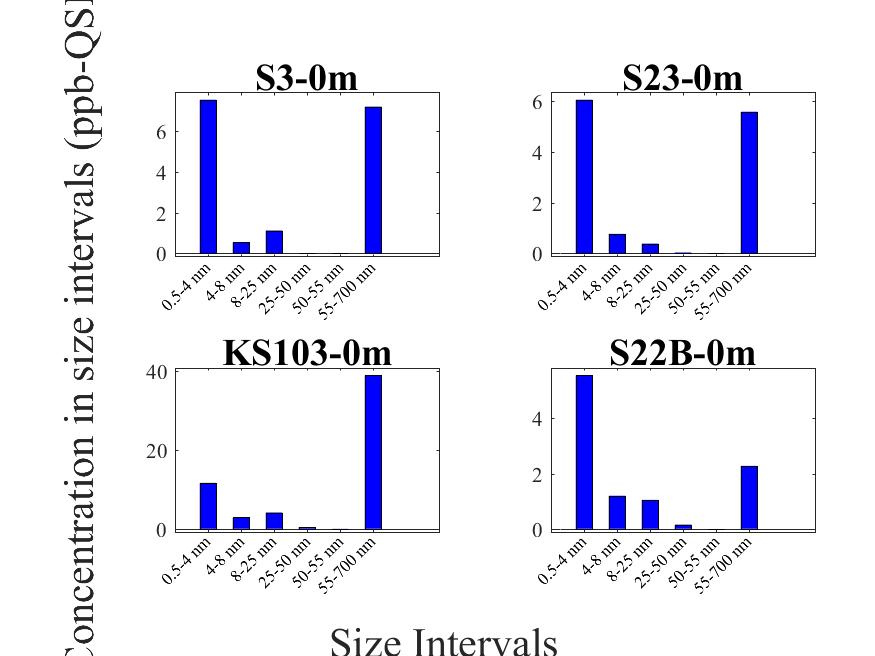 Concentration in size intervals (ppb-QSE
S3-0m
6
4
2
0
0.5-4 nm
4-8 nm
8-25 nm
25-50 nm
50-55 nm
55-700 nm
S23-0m
6
4
2
0
0.5-4 nm
4-8 nm
8-25 nm
25-50 nm
50-55 nm
55-700 nm
KS103-0m
40
20
0
0.5-4 nm
4-8 nm
8-25 nm
25-50 nm
50-55 nm
55-700 nm
S22B-0m
4
2
0
0.5-4 nm
4-8 nm
8-25 nm
25-50 nm
50-55 nm
55-700 nm
Size Intervals